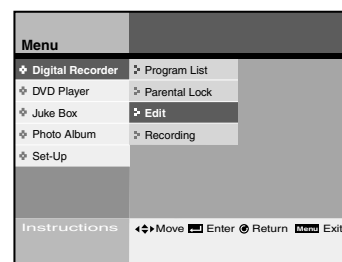 Menu
Digital Recorder
Program List
DVD Player
Parental Lock
Juke Box
Edit
Photo Album
Recording
Set-Up
Instructions
Move Enter Return Menu Exit